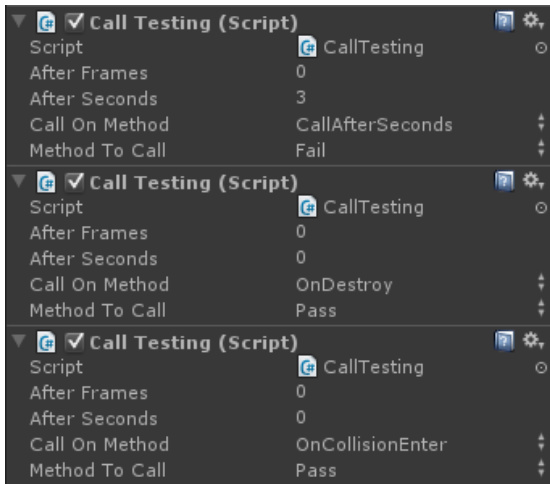 Call Testing (Script)
Script C# CallTesting
After Frames 0
After Seconds 3
Call On Method CallAfterSeconds
Method To Call Fail
Call Testing (Script)
Script C# CallTesting
After Frames 0
After Seconds 0
Call On Method OnDestroy
Method To Call Pass
Call Testing (Script)
Script C# CallTesting
After Frames 0
After Seconds 0
Call On Method OnCollisionEnter
Method To Call Pass